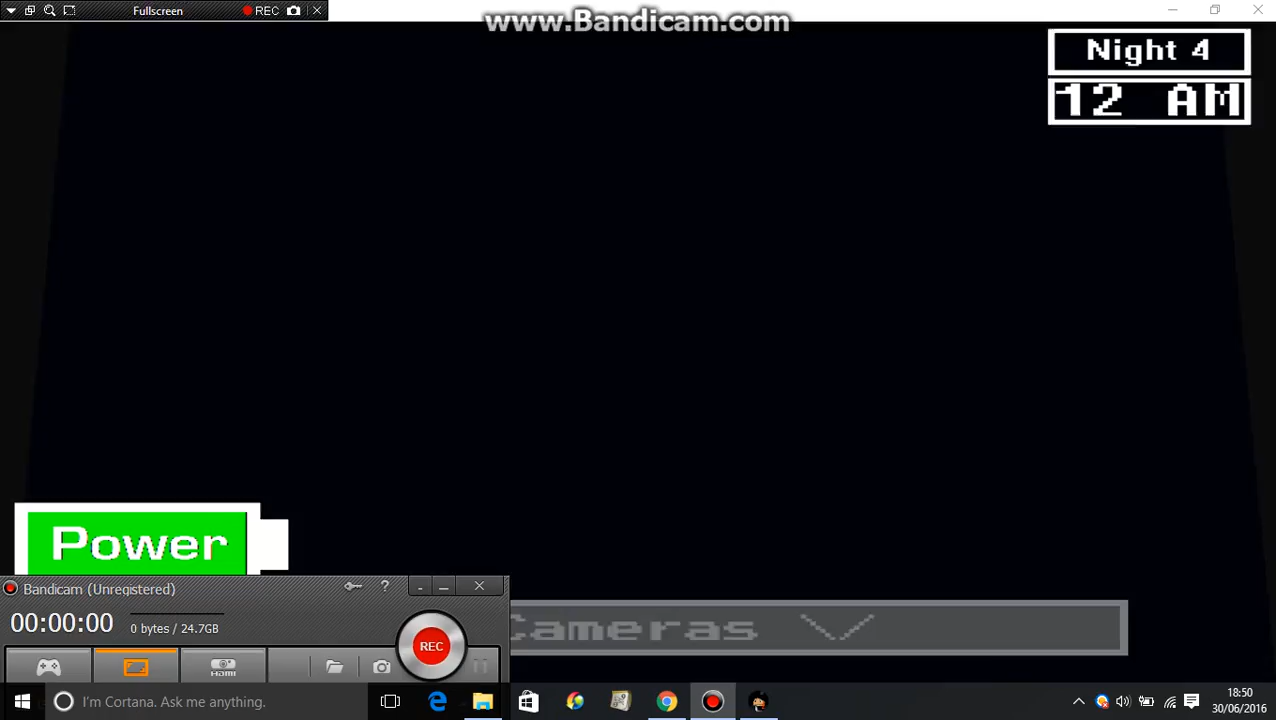 Fullscreen
REC
www.Bandicam.com
Night 4
12 AM
Power
Bandicam (Unregistered)
?
00:00:00
0 bytes / 24.7GB
REC
HDMI
Cameras
I'm Cortana. Ask me anything.
18:50
30/06/2016